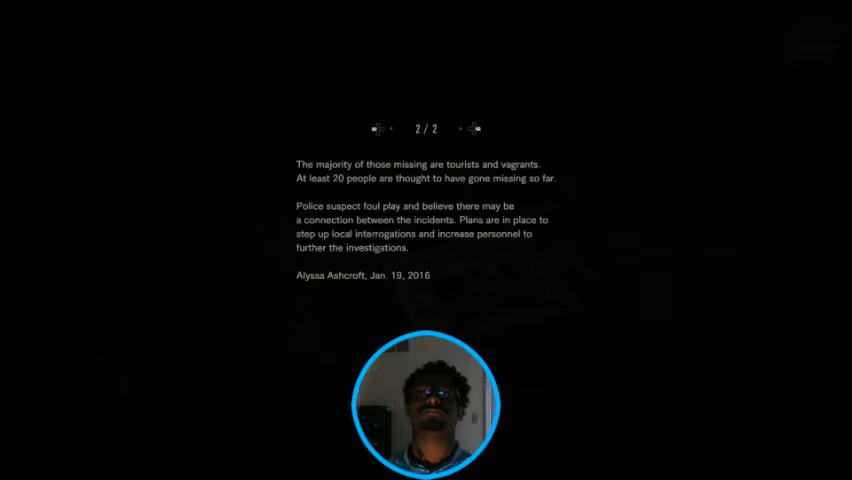 2 / 2
The majority of those missing are tourists and vagrants.
At least 20 people are thought to have gone missing so far.
Police suspect foul play and believe there may be
a connection between the incidents. Plans are in place to
step up local interrogations and increase personnel to
further the investigations.
Alyssa Ashcroft, Jan. 19, 2016